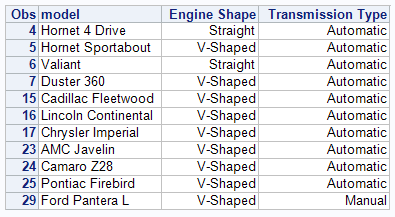 Obs model Engine Shape Transmission Type
4 Hornet 4 Drive Straight Automatic
5 Hornet Sportabout V-Shaped Automatic
6 Valiant Straight Automatic
7 Duster 360 V-Shaped Automatic
15 Cadillac Fleetwood V-Shaped Automatic
16 Lincoln Continental V-Shaped Automatic
17 Chrysler Imperial V-Shaped Automatic
23 AMC Javelin V-Shaped Automatic
24 Camaro Z28 V-Shaped Automatic
25 Pontiac Firebird V-Shaped Automatic
29 Ford Pantera L V-Shaped Manual